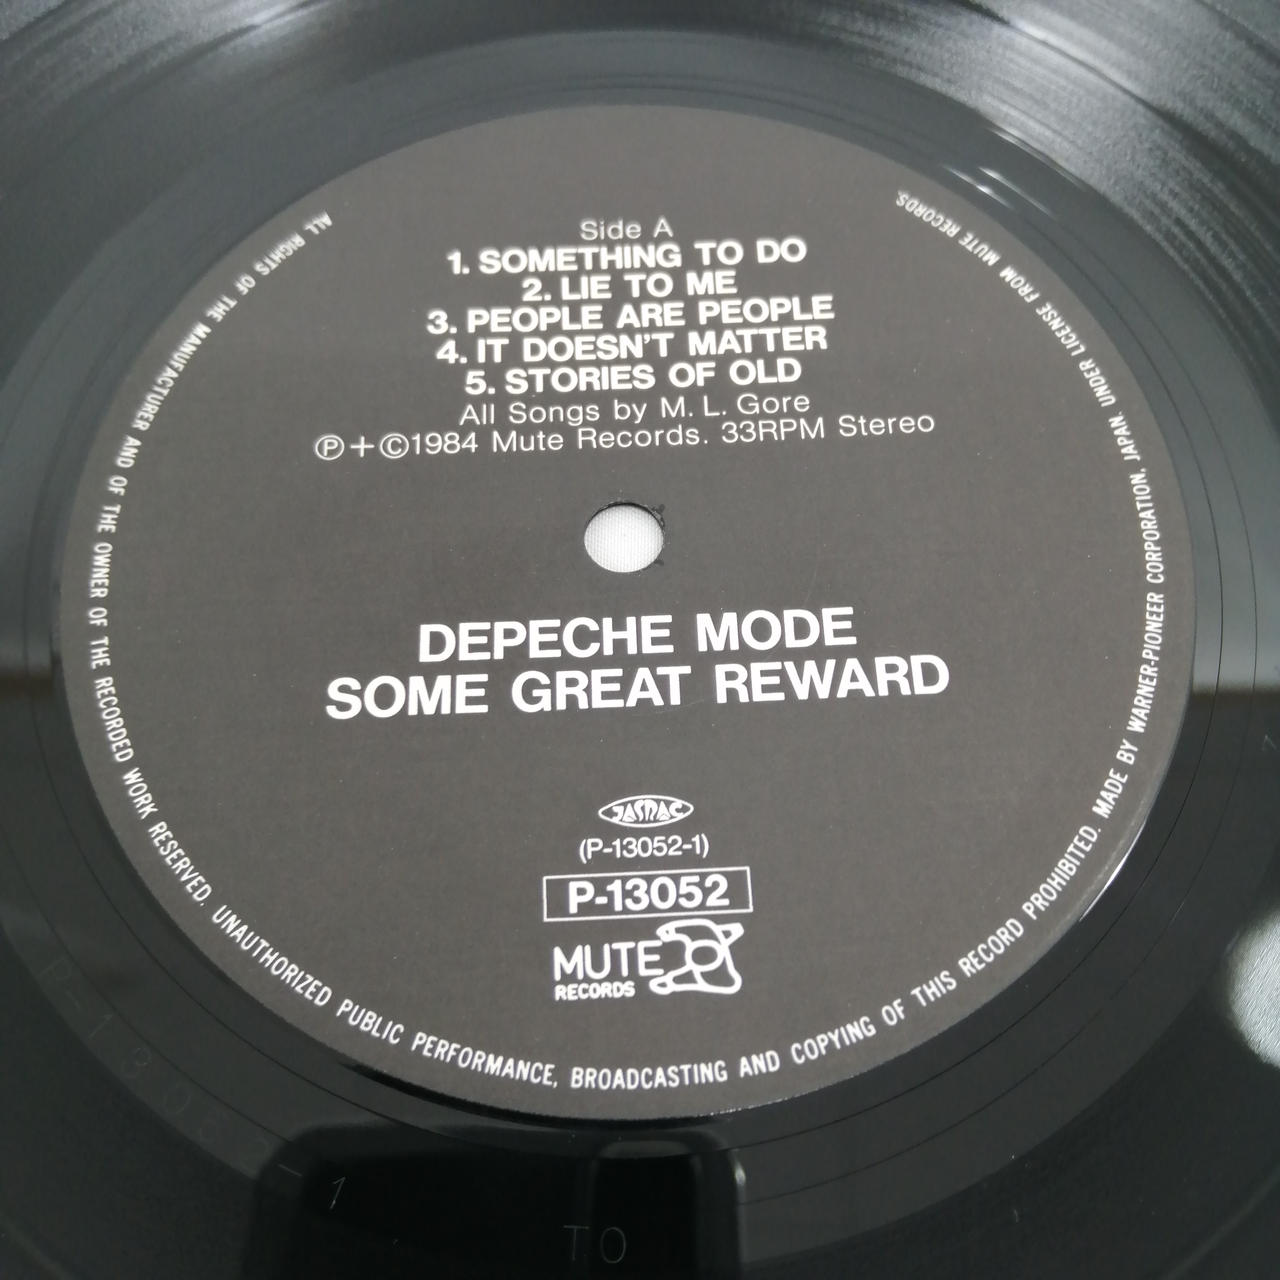 Side A
1. SOMETHING TO DO
2. LIE TO ME
3. PEOPLE ARE PEOPLE
4. IT DOESN'T MATTER
5. STORIES OF OLD
All Songs by M. L. Gore
℗+©1984 Mute Records. 33RPM Stereo
DEPECHE MODE
SOME GREAT REWARD
JASRAC
(P-13052-1)
P-13052
MUTE
RECORDS
ALL RIGHTS OF THE MANUFACTURER AND OF THE OWNER OF THE RECORDED WORK RESERVED. UNAUTHORIZED PUBLIC PERFORMANCE, BROADCASTING AND COPYING OF THIS RECORD PROHIBITED. MADE BY WARNER-PIONEER CORPORATION, JAPAN. UNDER LICENSE FROM MUTE RECORDS.
P-13052-1
TO